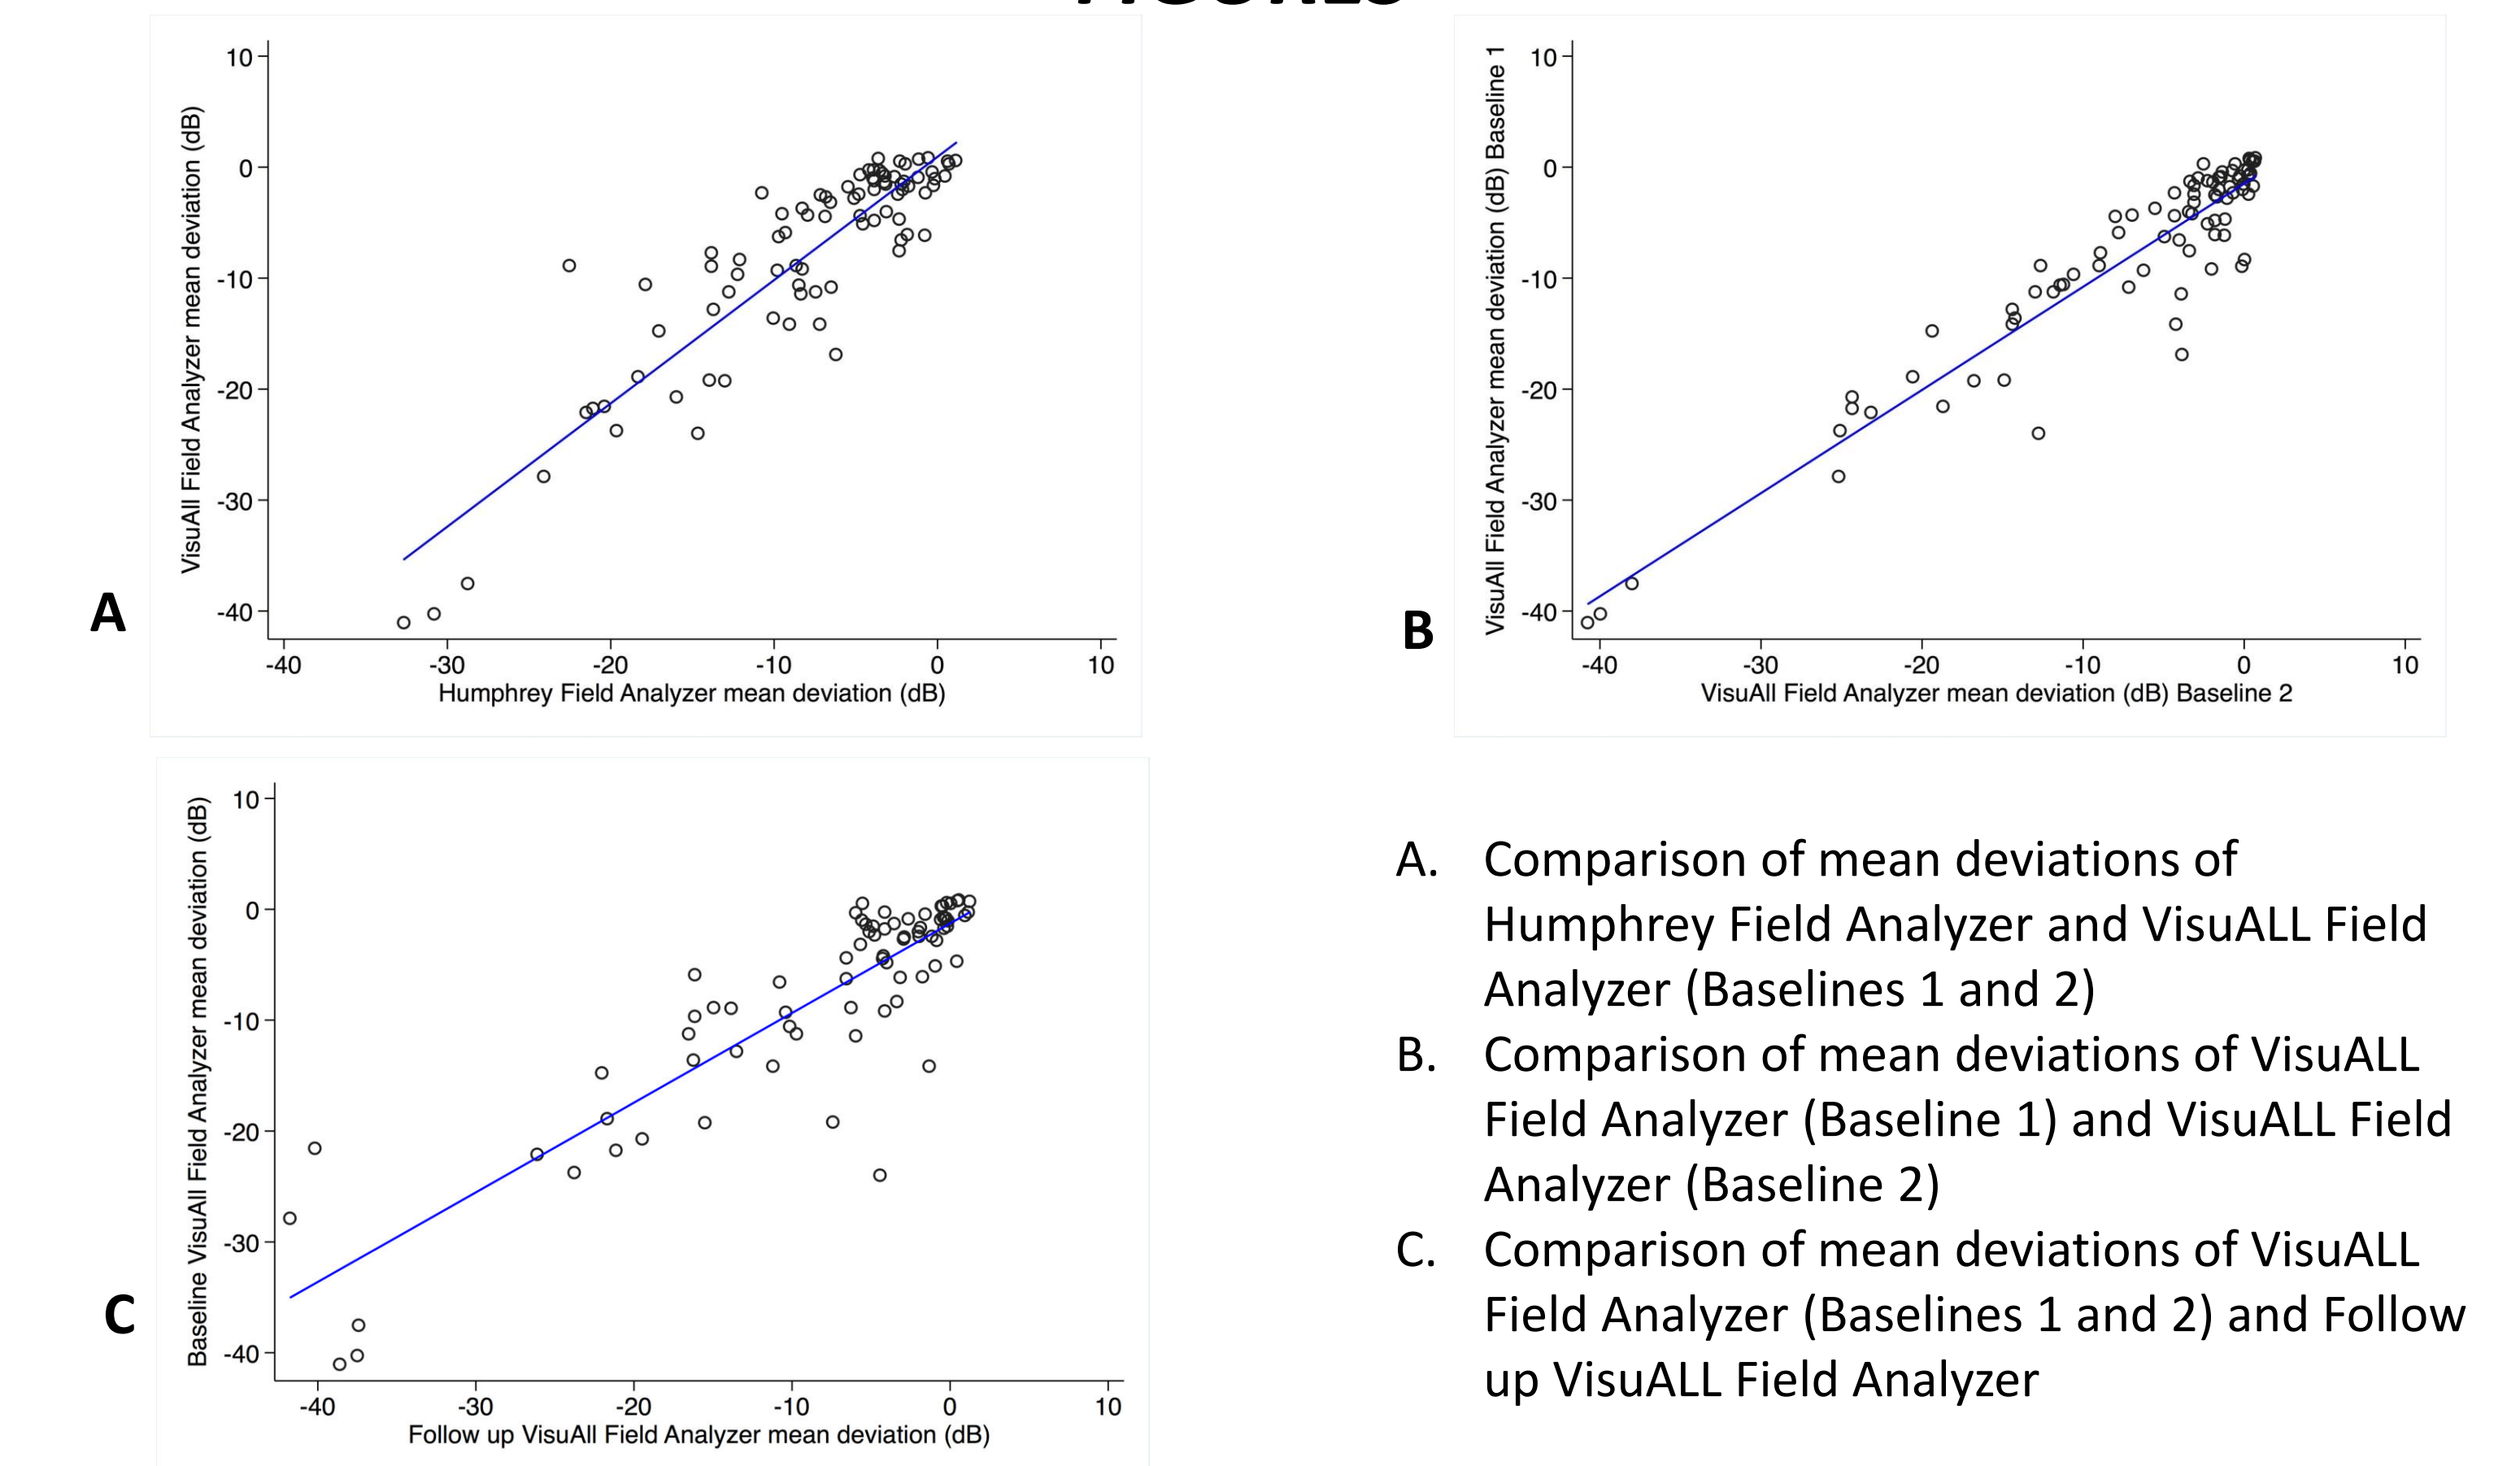 FIGURES
10
0
-10
-20
-30
-40
VisuAll Field Analyzer mean deviation (dB)
-40 -30 -20 -10 0 10
Humphrey Field Analyzer mean deviation (dB)
A
10
0
-10
-20
-30
-40
VisuAll Field Analyzer mean deviation (dB) Baseline 1
-40 -30 -20 -10 0 10
VisuAll Field Analyzer mean deviation (dB) Baseline 2
B
10
0
-10
-20
-30
-40
Baseline VisuAll Field Analyzer mean deviation (dB)
-40 -30 -20 -10 0 10
Follow up VisuAll Field Analyzer mean deviation (dB)
C
A. Comparison of mean deviations of
Humphrey Field Analyzer and VisuALL Field
Analyzer (Baselines 1 and 2)
B. Comparison of mean deviations of VisuALL
Field Analyzer (Baseline 1) and VisuALL Field
Analyzer (Baseline 2)
C. Comparison of mean deviations of VisuALL
Field Analyzer (Baselines 1 and 2) and Follow
up VisuALL Field Analyzer